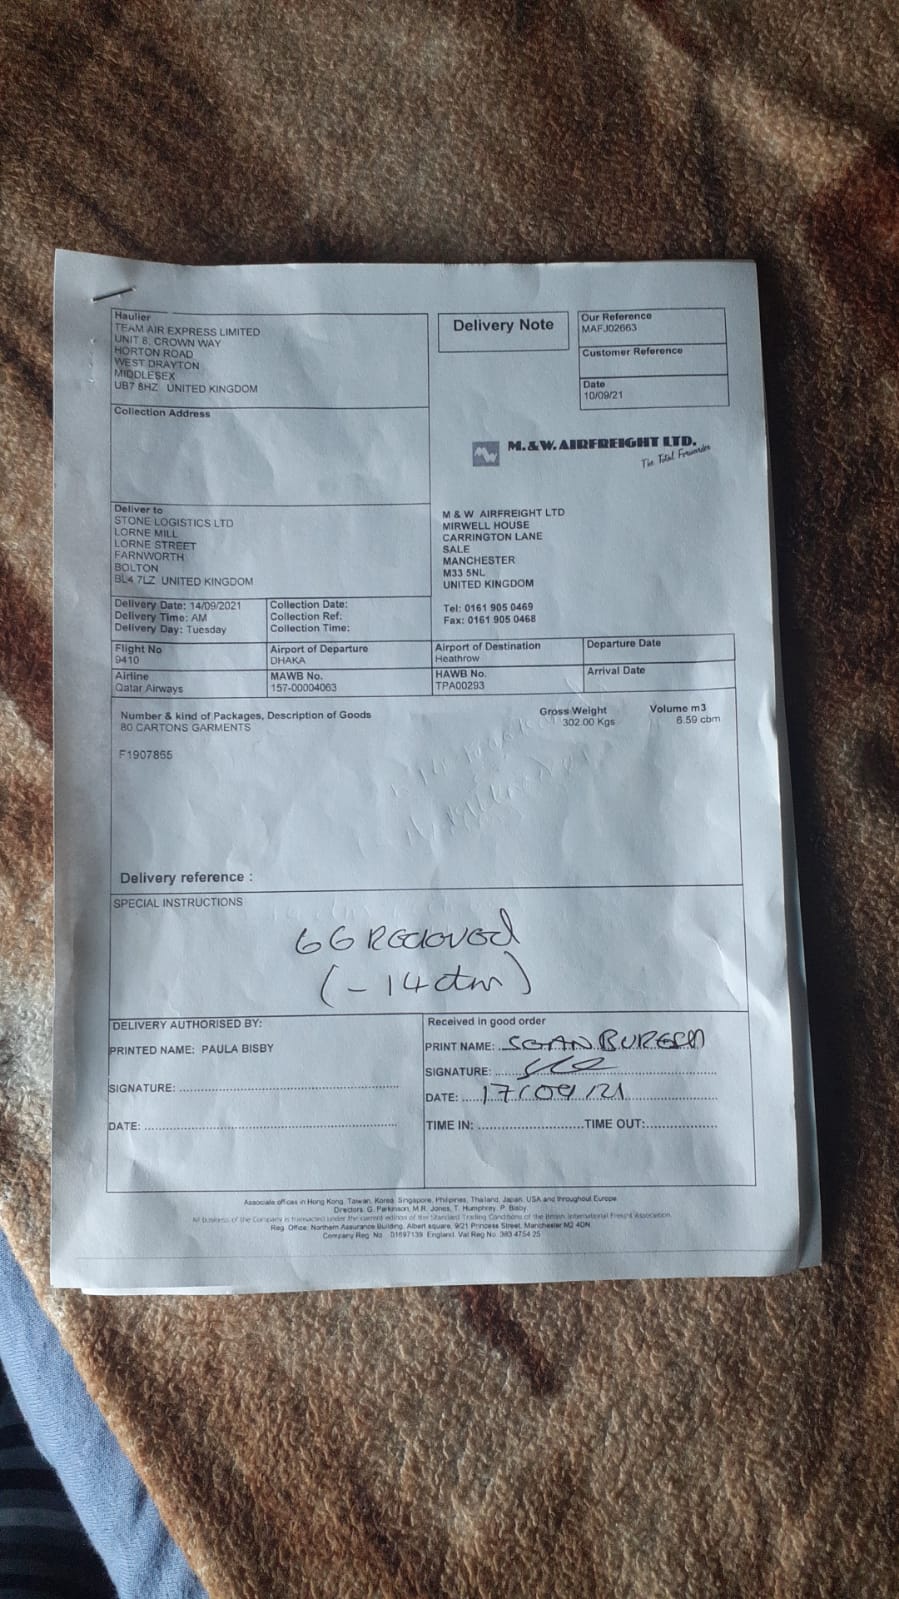 Haulier
TEAM AIR EXPRESS LIMITED
UNIT 8, CROWN WAY
HORTON ROAD
WEST DRAYTON
MIDDLESEX
UB7 8HZ UNITED KINGDOM
Delivery Note
Our Reference
MAFJ02663
Customer Reference
Date
10/09/21
Collection Address
M.&W. AIRFREIGHT LTD.
The Total Forwarder
Deliver to
STONE LOGISTICS LTD
LORNE MILL
LORNE STREET
FARNWORTH
BOLTON
BL4 7LZ UNITED KINGDOM
M & W AIRFREIGHT LTD
MIRWELL HOUSE
CARRINGTON LANE
SALE
MANCHESTER
M33 5NL
UNITED KINGDOM
Tel: 0161 905 0469
Fax: 0161 905 0468
Delivery Date: 14/09/2021
Delivery Time: AM
Delivery Day: Tuesday
Collection Date:
Collection Ref:
Collection Time:
Flight No
9410
Airport of Departure
DHAKA
Airport of Destination
Heathrow
Departure Date
Airline
Qatar Airways
MAWB No.
157-00004063
HAWB No.
TPA00293
Arrival Date
Number & kind of Packages, Description of Goods
80 CARTONS GARMENTS
Gross Weight
302.00 Kgs
Volume m3
6.59 cbm
F1907855
Delivery reference :
SPECIAL INSTRUCTIONS
66 Recieved
(-14ctns)
DELIVERY AUTHORISED BY:
PRINTED NAME: PAULA BISBY
SIGNATURE:
DATE:
Received in good order
PRINT NAME: SEAN
SIGNATURE:
DATE: 17/09/21
TIME IN: TIME OUT:
Associate offices in Hong Kong, Taiwan, Korea, Singapore, Philipines, Thailand, Japan, USA and throughout Europe
Directors: G. Parkinson, M.R. Jones, T. Humphrey, P. Bisby
All business of the Company is transacted under the current edition of the Standard Trading Conditions of the British International Freight Association.
Reg. Office: Northern Assurance Building, Albert square, 9/21 Princess Street, Manchester M2 4DN
Company Reg. No. 01697139 England. Vat Reg No. 383 4754 25